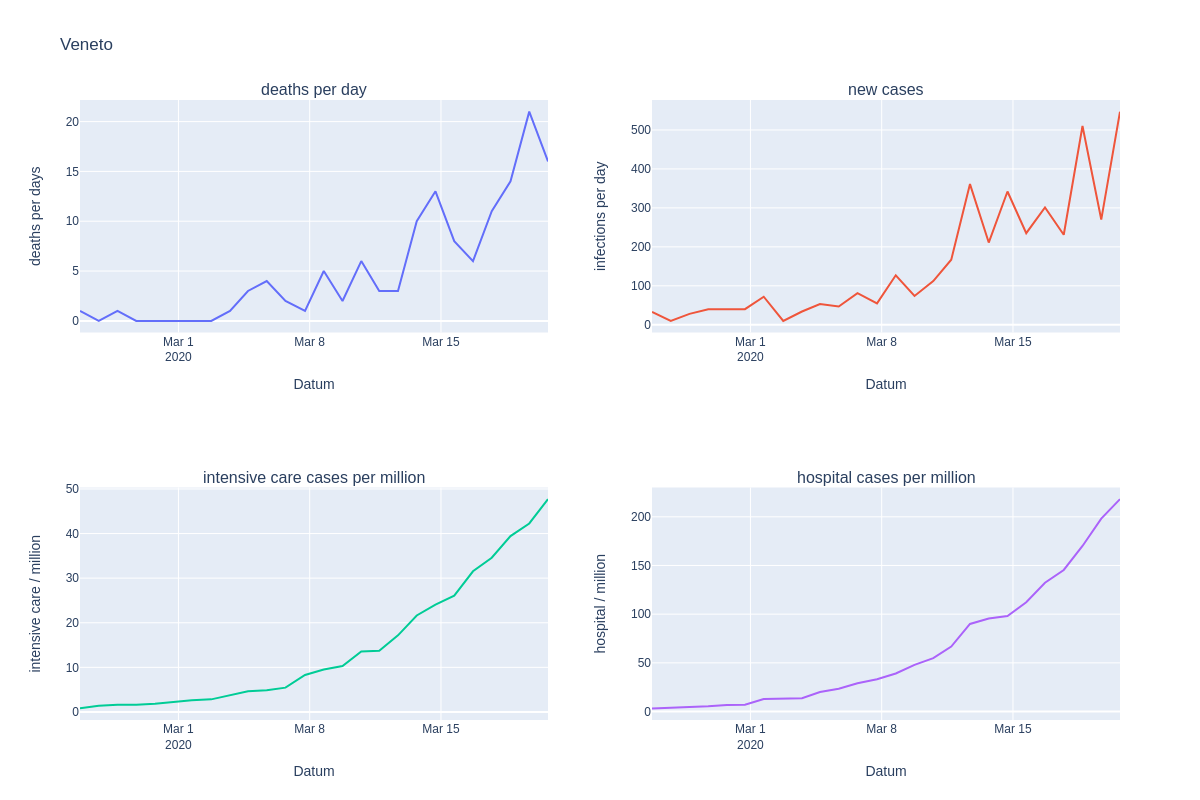 Veneto
deaths per day
deaths per days
20
15
10
5
0
Mar 1
2020
Mar 8
Mar 15
Datum
new cases
infections per day
500
400
300
200
100
0
Mar 1
2020
Mar 8
Mar 15
Datum
intensive care cases per million
intensive care / million
50
40
30
20
10
0
Mar 1
2020
Mar 8
Mar 15
Datum
hospital cases per million
hospital / million
200
150
100
50
0
Mar 1
2020
Mar 8
Mar 15
Datum